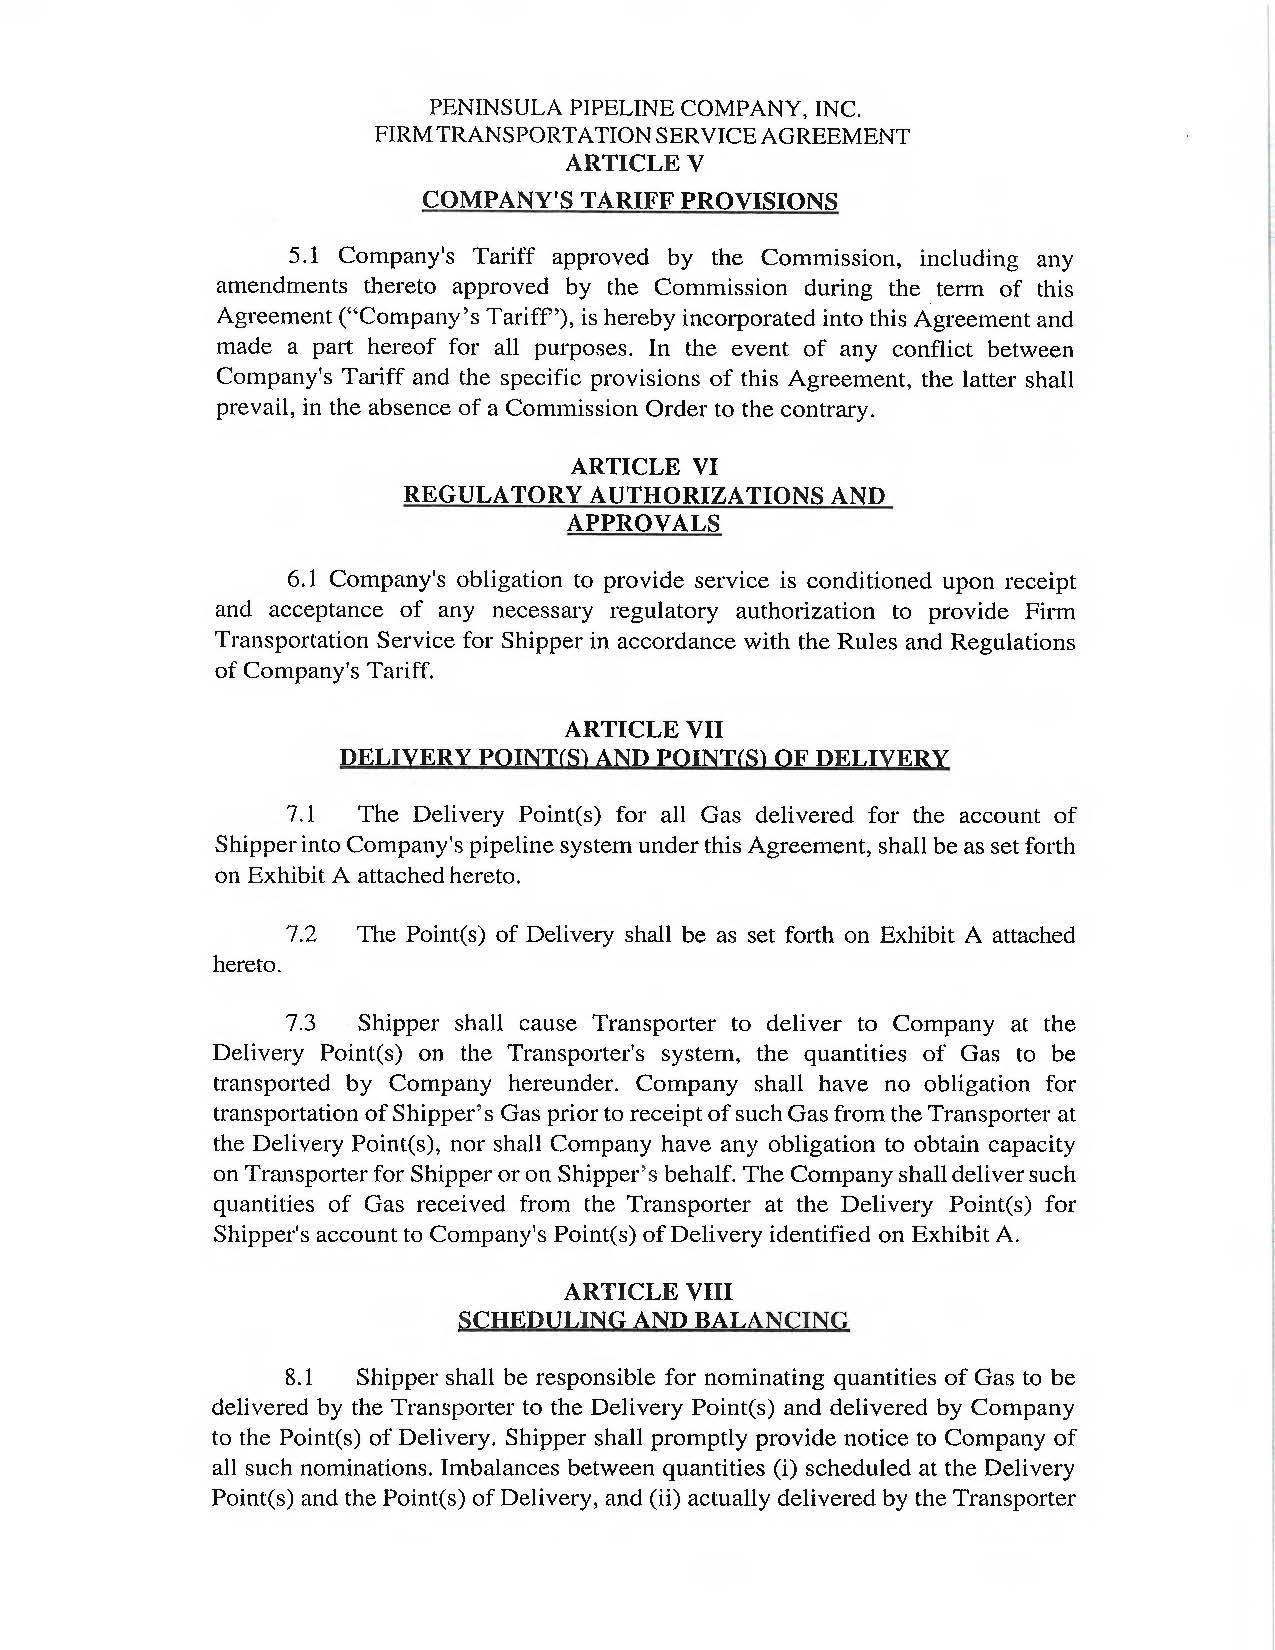 PENINSULA PIPELINE COMPANY, INC.
FIRM TRANSPORTATION SERVICE AGREEMENT
ARTICLE V
COMPANY'S TARIFF PROVISIONS
5.1 Company's Tariff approved by the Commission, including any
amendments thereto approved by the Commission during the term of this
Agreement (“Company’s Tariff”), is hereby incorporated into this Agreement and
made a part hereof for all purposes. In the event of any conflict between
Company's Tariff and the specific provisions of this Agreement, the latter shall
prevail, in the absence of a Commission Order to the contrary.
ARTICLE VI
REGULATORY AUTHORIZATIONS AND
APPROVALS
6.1 Company's obligation to provide service is conditioned upon receipt
and acceptance of any necessary regulatory authorization to provide Firm
Transportation Service for Shipper in accordance with the Rules and Regulations
of Company's Tariff.
ARTICLE VII
DELIVERY POINT(S) AND POINT(S) OF DELIVERY
7.1 The Delivery Point(s) for all Gas delivered for the account of
Shipper into Company's pipeline system under this Agreement, shall be as set forth
on Exhibit A attached hereto.
7.2 The Point(s) of Delivery shall be as set forth on Exhibit A attached
hereto.
7.3 Shipper shall cause Transporter to deliver to Company at the
Delivery Point(s) on the Transporter's system, the quantities of Gas to be
transported by Company hereunder. Company shall have no obligation for
transportation of Shipper’s Gas prior to receipt of such Gas from the Transporter at
the Delivery Point(s), nor shall Company have any obligation to obtain capacity
on Transporter for Shipper or on Shipper’s behalf. The Company shall deliver such
quantities of Gas received from the Transporter at the Delivery Point(s) for
Shipper's account to Company's Point(s) of Delivery identified on Exhibit A.
ARTICLE VIII
SCHEDULING AND BALANCING
8.1 Shipper shall be responsible for nominating quantities of Gas to be
delivered by the Transporter to the Delivery Point(s) and delivered by Company
to the Point(s) of Delivery. Shipper shall promptly provide notice to Company of
all such nominations. Imbalances between quantities (i) scheduled at the Delivery
Point(s) and the Point(s) of Delivery, and (ii) actually delivered by the Transporter